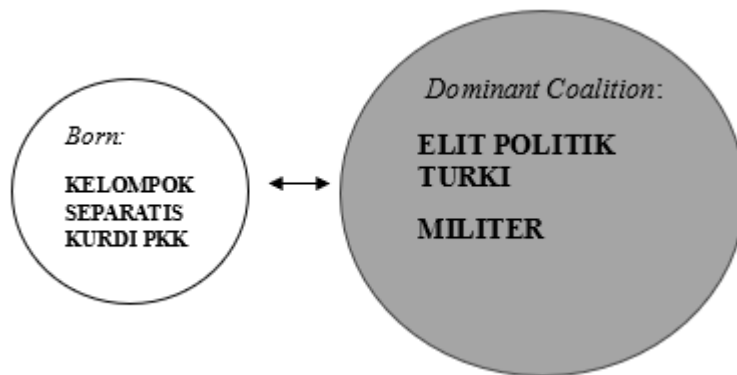 Born:
KELOMPOK
SEPARATIS
KURDI PKK
Dominant Coalition:
ELIT POLITIK
TURKI
MILITER